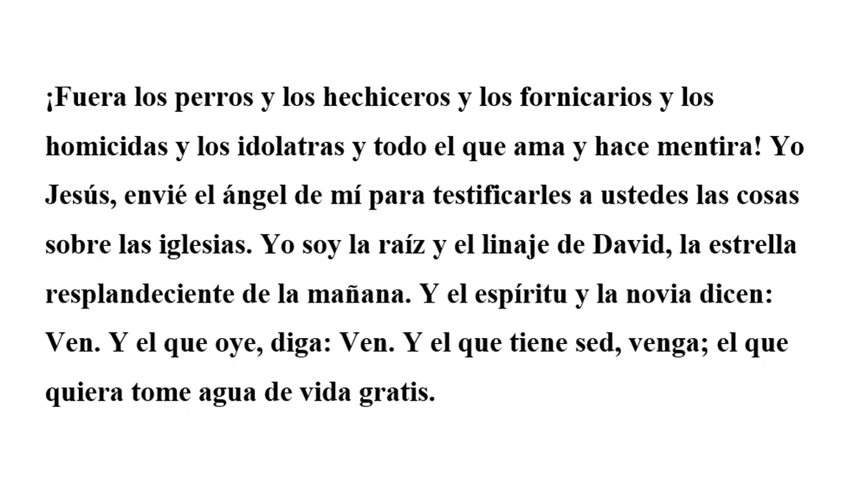 ¡Fuera los perros y los hechiceros y los fornicarios y los
homicidas y los idolatras y todo el que ama y hace mentira! Yo
Jesús, envié el ángel de mí para testificarles a ustedes las cosas
sobre las iglesias. Yo soy la raíz y el linaje de David, la estrella
resplandeciente de la mañana. Y el espíritu y la novia dicen:
Ven. Y el que oye, diga: Ven. Y el que tiene sed, venga; el que
quiera tome agua de vida gratis.